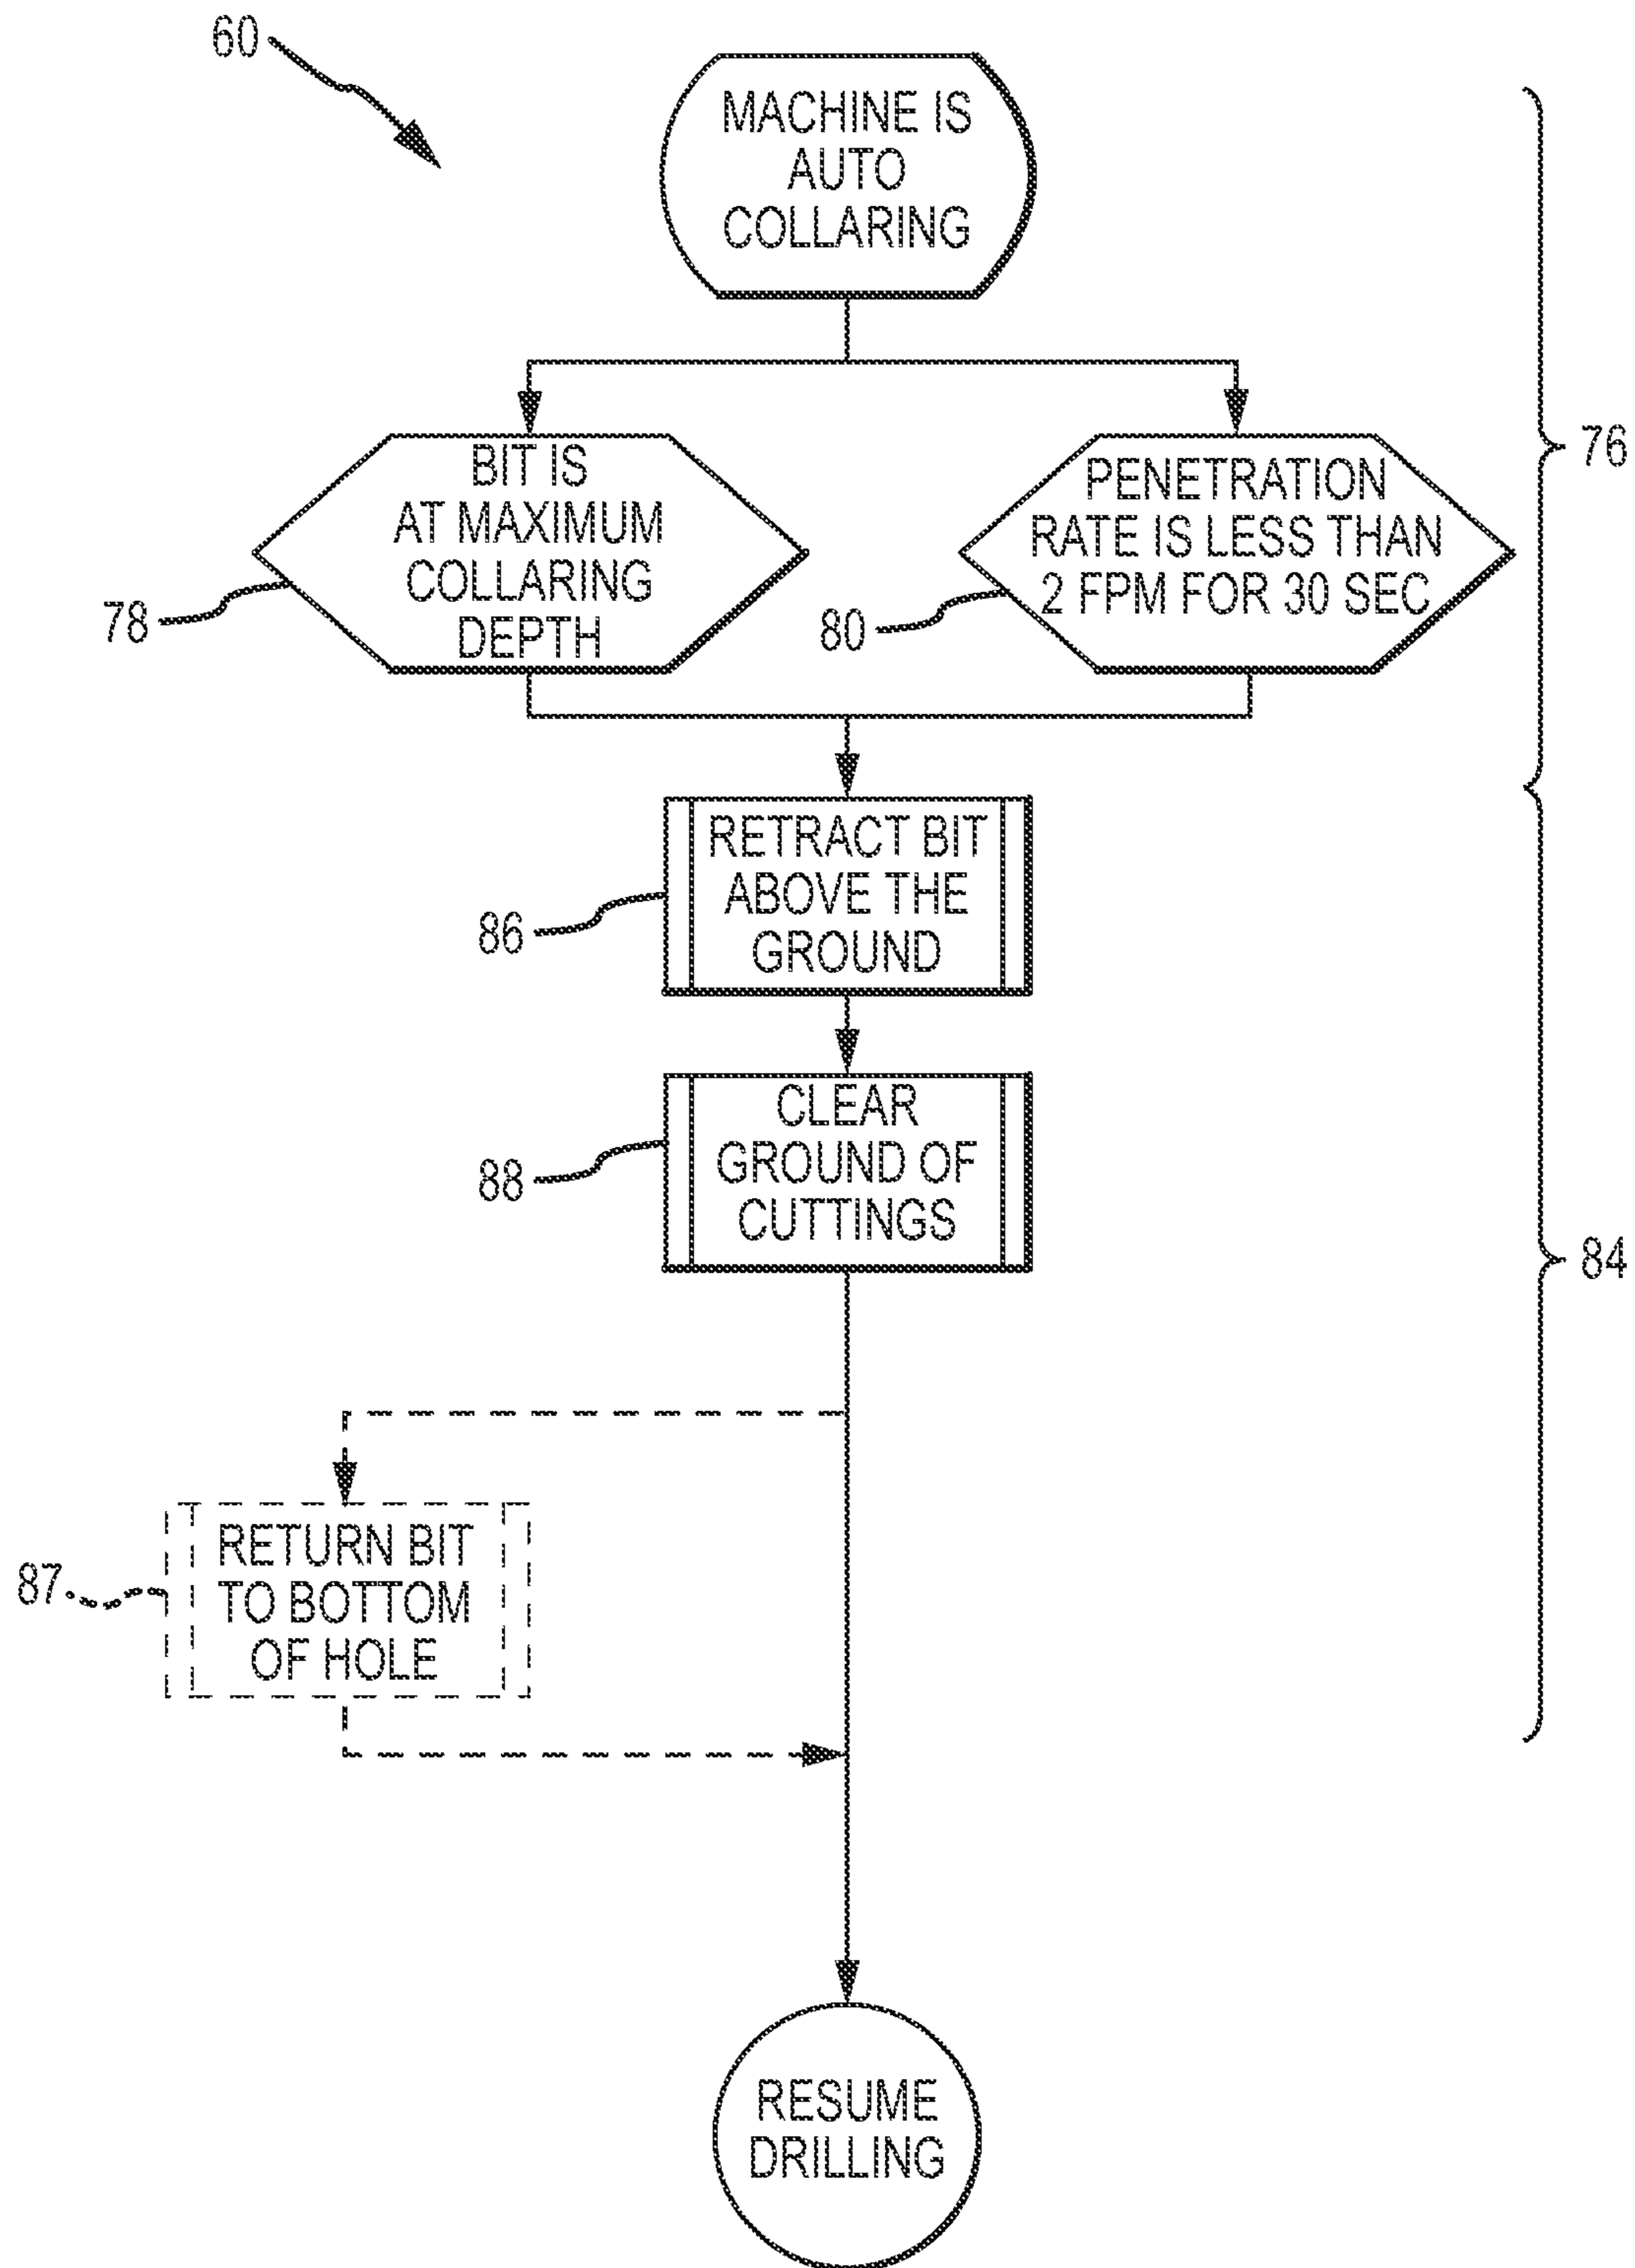 60
MACHINE IS
AUTO
COLLARING
BIT IS
AT MAXIMUM
COLLARING
DEPTH
78
PENETRATION
RATE IS LESS THAN
2 FPM FOR 30 SEC
80
76
RETRACT BIT
ABOVE THE
GROUND
86
CLEAR
GROUND OF
CUTTINGS
88
84
RETURN BIT
TO BOTTOM
OF HOLE
87
RESUME
DRILLING